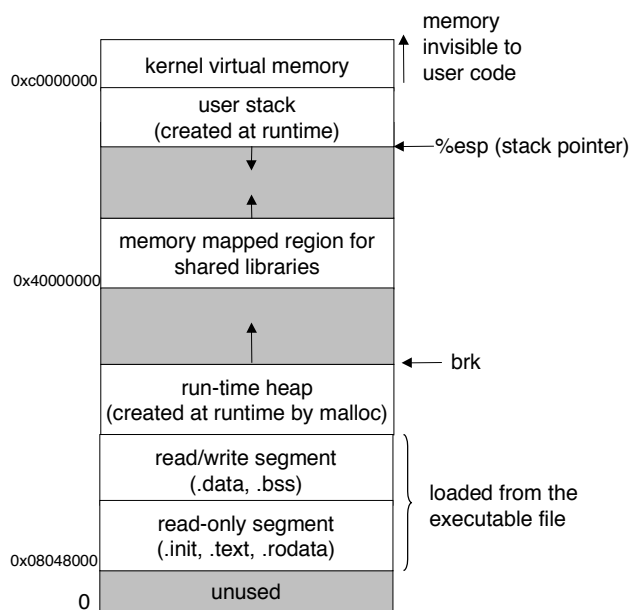 memory
invisible to
user code
kernel virtual memory
0xc0000000
user stack
(created at runtime)
%esp (stack pointer)
memory mapped region for
shared libraries
0x40000000
brk
run-time heap
(created at runtime by malloc)
read/write segment
(.data, .bss)
loaded from the
executable file
read-only segment
(.init, .text, .rodata)
0x08048000
unused
0